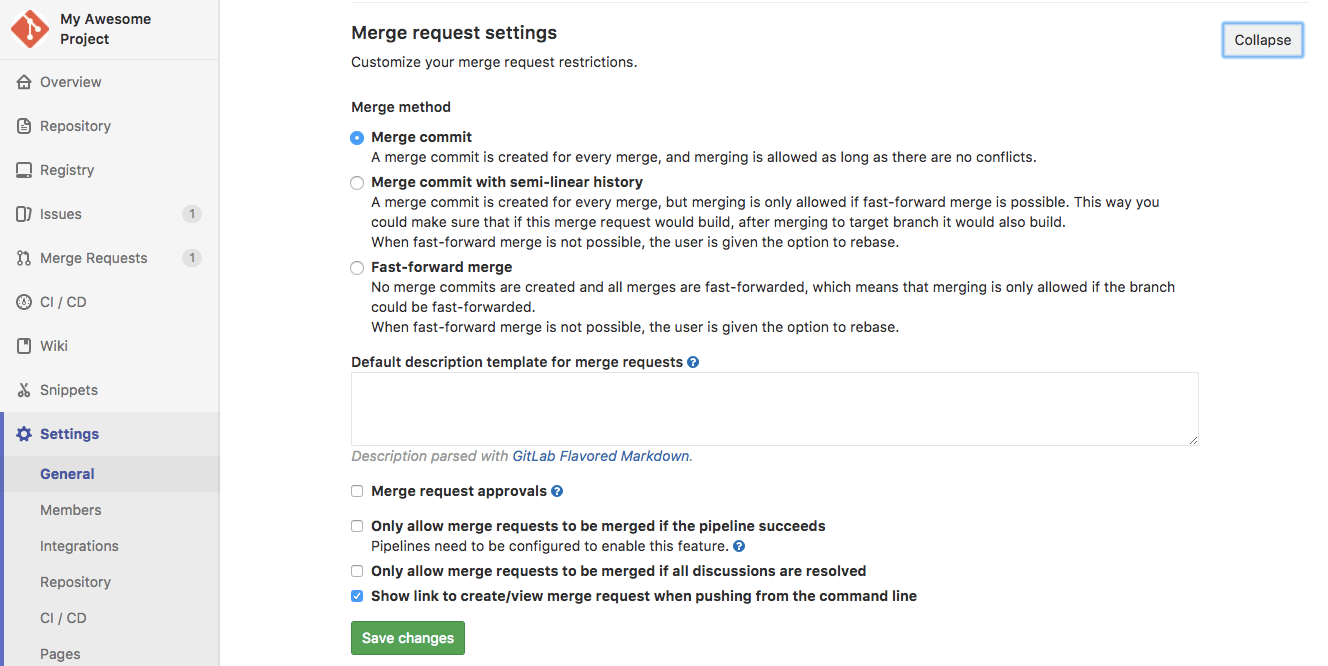 My Awesome
Project
Overview
Repository
Registry
Issues 1
Merge Requests 1
CI / CD
Wiki
Snippets
Settings
General
Members
Integrations
Repository
CI / CD
Pages
Merge request settings
Collapse
Customize your merge request restrictions.
Merge method
Merge commit
A merge commit is created for every merge, and merging is allowed as long as there are no conflicts.
Merge commit with semi-linear history
A merge commit is created for every merge, but merging is only allowed if fast-forward merge is possible. This way you
could make sure that if this merge request would build, after merging to target branch it would also build.
When fast-forward merge is not possible, the user is given the option to rebase.
Fast-forward merge
No merge commits are created and all merges are fast-forwarded, which means that merging is only allowed if the branch
could be fast-forwarded.
When fast-forward merge is not possible, the user is given the option to rebase.
Default description template for merge requests ?
Description parsed with GitLab Flavored Markdown.
Merge request approvals ?
Only allow merge requests to be merged if the pipeline succeeds
Pipelines need to be configured to enable this feature. ?
Only allow merge requests to be merged if all discussions are resolved
Show link to create/view merge request when pushing from the command line
Save changes